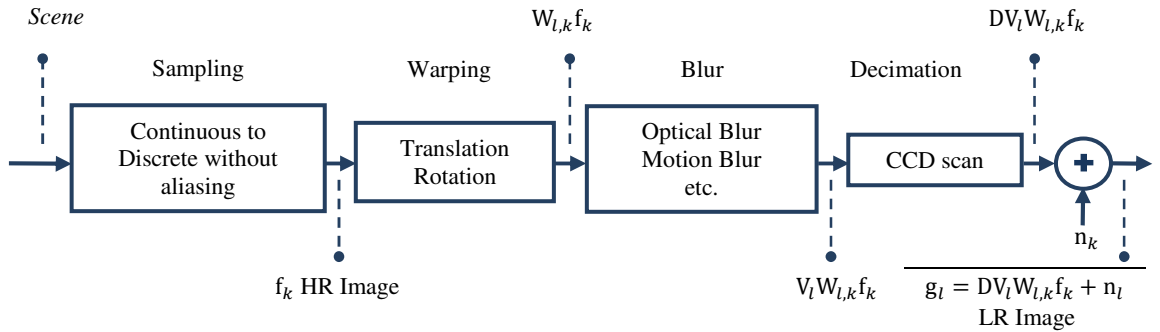 Scene
W_{l,k}f_k
DV_lW_{l,k}f_k
Sampling
Warping
Blur
Decimation
Continuous to
Discrete without
aliasing
Translation
Rotation
Optical Blur
Motion Blur
etc.
CCD scan
+
n_k
f_k HR Image
V_lW_{l,k}f_k
g_l = DV_lW_{l,k}f_k + n_l
LR Image